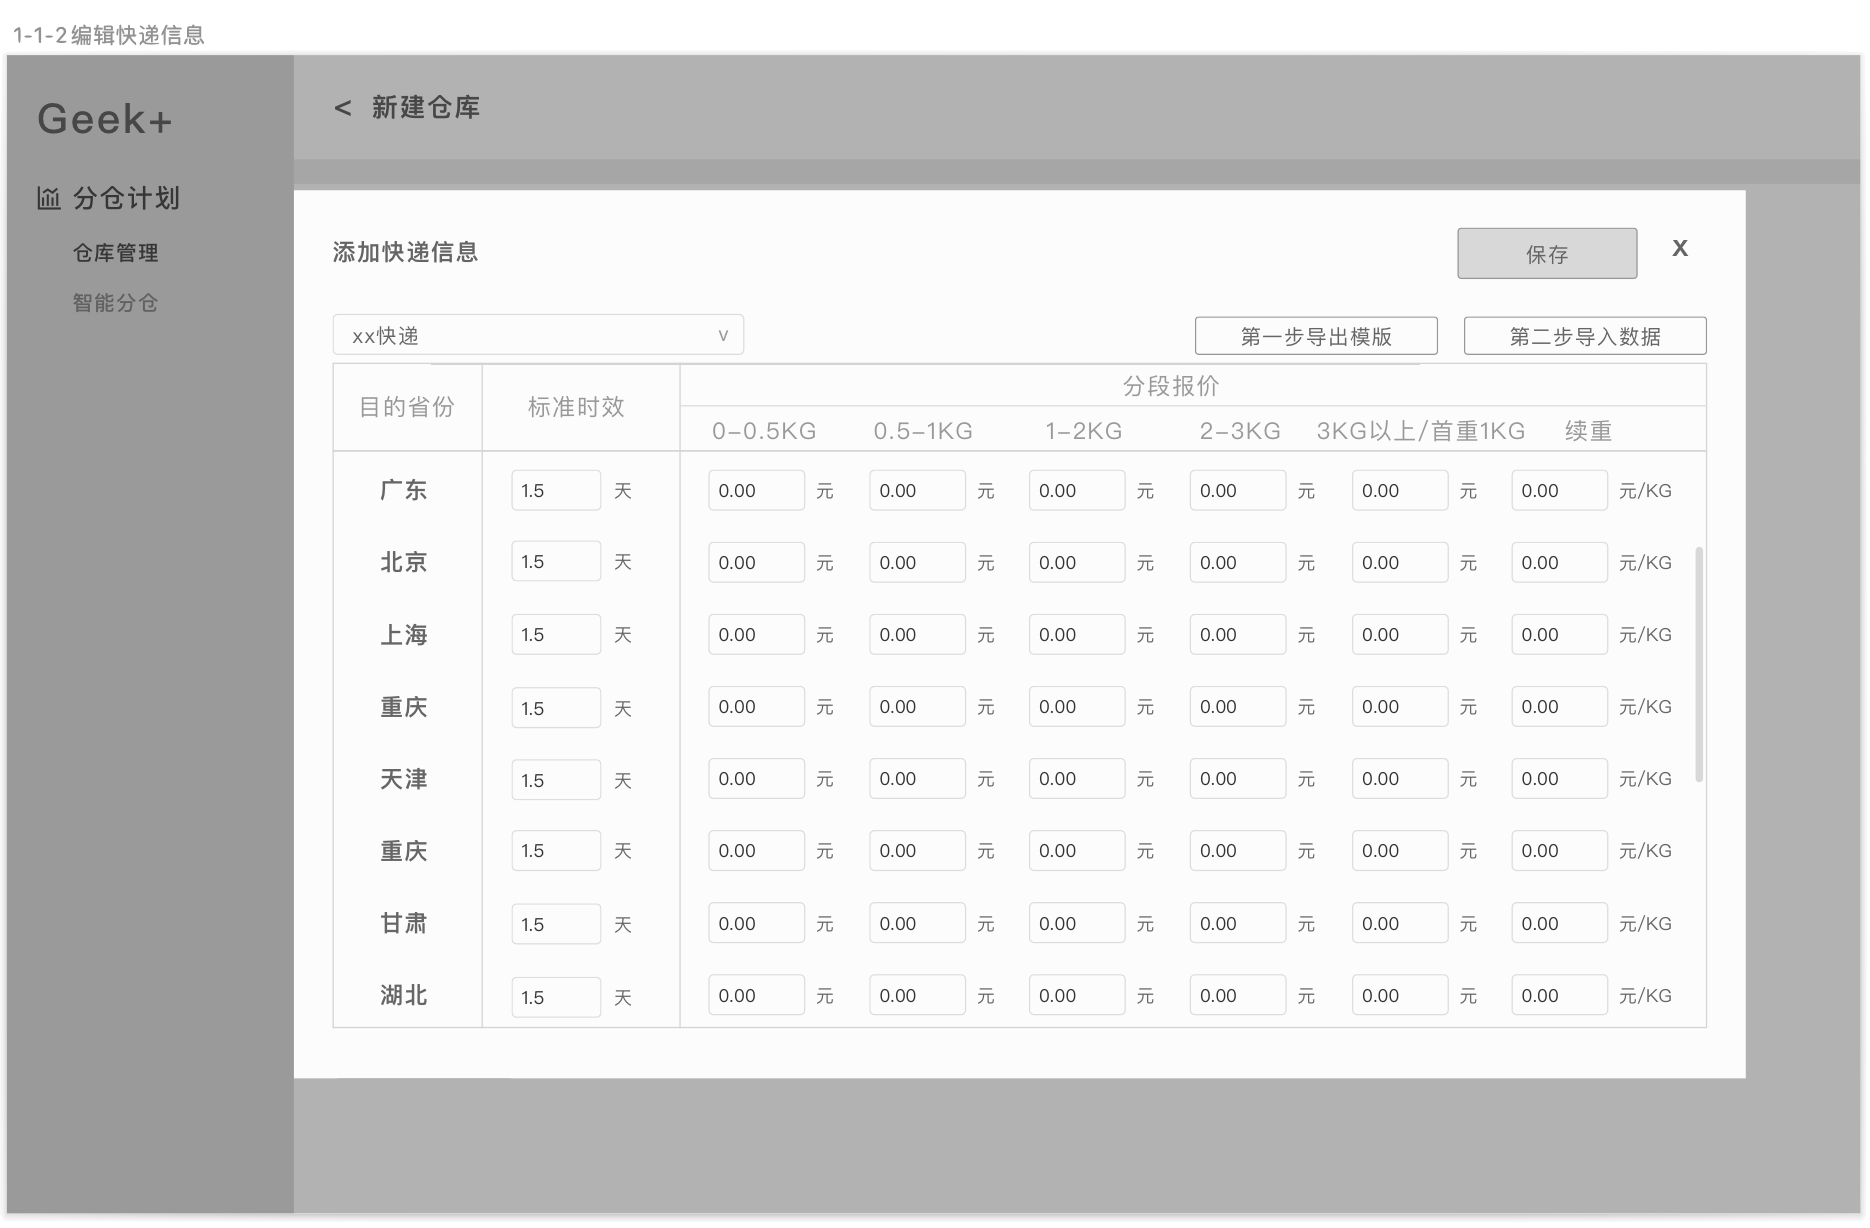 1-1-2编辑快递信息
Geek+
< 新建仓库
分仓计划
仓库管理
智能分仓
添加快递信息
保存
X
xx快递 v
第一步导出模版
第二步导入数据
目的省份 标准时效 分段报价
0-0.5KG 0.5-1KG 1-2KG 2-3KG 3KG以上/首重1KG 续重
广东 1.5 天 0.00 元 0.00 元 0.00 元 0.00 元 0.00 元 0.00 元/KG
北京 1.5 天 0.00 元 0.00 元 0.00 元 0.00 元 0.00 元 0.00 元/KG
上海 1.5 天 0.00 元 0.00 元 0.00 元 0.00 元 0.00 元 0.00 元/KG
重庆 1.5 天 0.00 元 0.00 元 0.00 元 0.00 元 0.00 元 0.00 元/KG
天津 1.5 天 0.00 元 0.00 元 0.00 元 0.00 元 0.00 元 0.00 元/KG
重庆 1.5 天 0.00 元 0.00 元 0.00 元 0.00 元 0.00 元 0.00 元/KG
甘肃 1.5 天 0.00 元 0.00 元 0.00 元 0.00 元 0.00 元 0.00 元/KG
湖北 1.5 天 0.00 元 0.00 元 0.00 元 0.00 元 0.00 元 0.00 元/KG